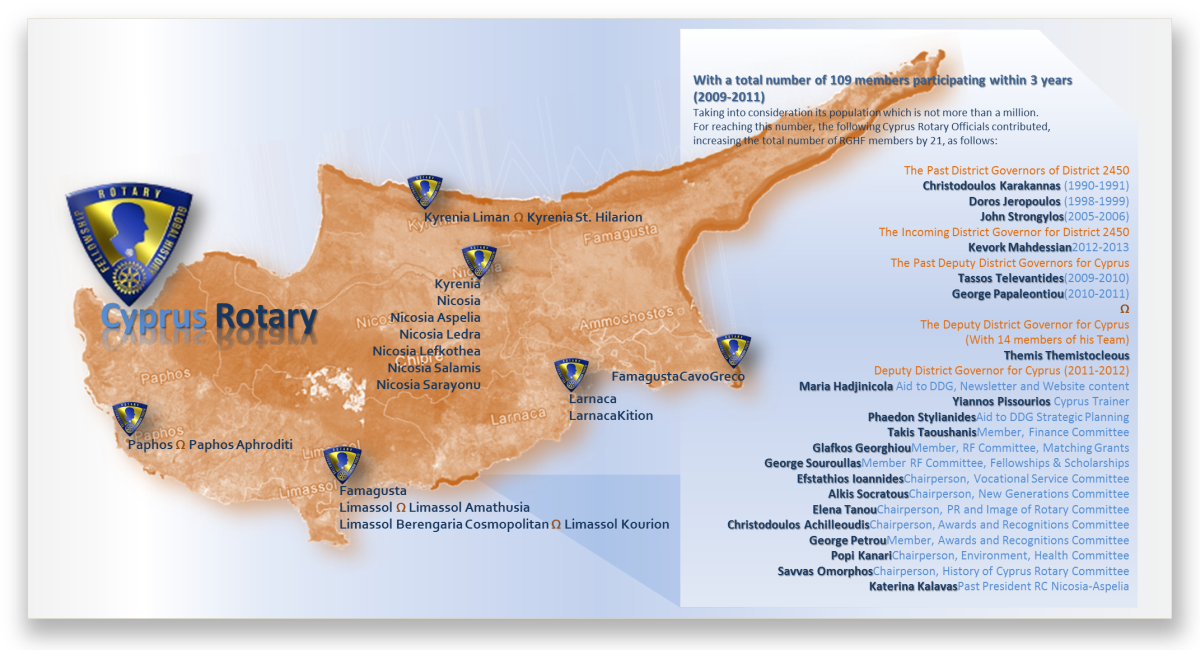 With a total number of 109 members participating within 3 years
(2009-2011)
Taking into consideration its population which is not more than a million.
For reaching this number, the following Cyprus Rotary Officials contributed,
increasing the total number of RGHF members by 21, as follows:
The Past District Governors of District 2450
Christodoulos Karakannas (1990-1991)
Doros Jeropoulos (1998-1999)
John Strongylos(2005-2006)
The Incoming District Governor for District 2450
Kevork Mahdessian2012-2013
The Past Deputy District Governors for Cyprus
Tassos Televantides(2009-2010)
George Papaleontiou(2010-2011)
Ω
The Deputy District Governor for Cyprus
(With 14 members of his Team)
Themis Themistocleous
Deputy District Governor for Cyprus (2011-2012)
Maria Hadjinicola Aid to DDG, Newsletter and Website content
Yiannos Pissourios Cyprus Trainer
Phaedon StylianidesAid to DDG Strategic Planning
Takis TaoushanisMember, Finance Committee
Glafkos GeorghiouMember, RF Committee, Matching Grants
George SouroullasMember RF Committee, Fellowships & Scholarships
Efstathios IoannidesChairperson, Vocational Service Committee
Alkis SocratousChairperson, New Generations Committee
Elena TanouChairperson, PR and Image of Rotary Committee
Christodoulos AchilleoudisChairperson, Awards and Recognitions Committee
George PetrouMember, Awards and Recognitions Committee
Popi KanariChairperson, Environment, Health Committee
Savvas OmorphosChairperson, History of Cyprus Rotary Committee
Katerina KalavasPast President RC Nicosia-Aspelia
ROTARY
GLOBAL HISTORY
FELLOWSHIP
Cyprus Rotary
Kyrenia Liman Ω Kyrenia St. Hilarion
Famagusta
Kyrenia
Nicosia
Nicosia Aspelia
Nicosia Ledra
Nicosia Lefkothea
Nicosia Salamis
Nicosia Sarayonu
Chibre
Ammochostos
FamagustaCavoGreco
Larnaca
LarnacaKition
Larnaca
Paphos
Paphos
Paphos Ω Paphos Aphroditi
Limassol
Limassol
Famagusta
Limassol Ω Limassol Amathusia
Limassol Berengaria Cosmopolitan Ω Limassol Kourion